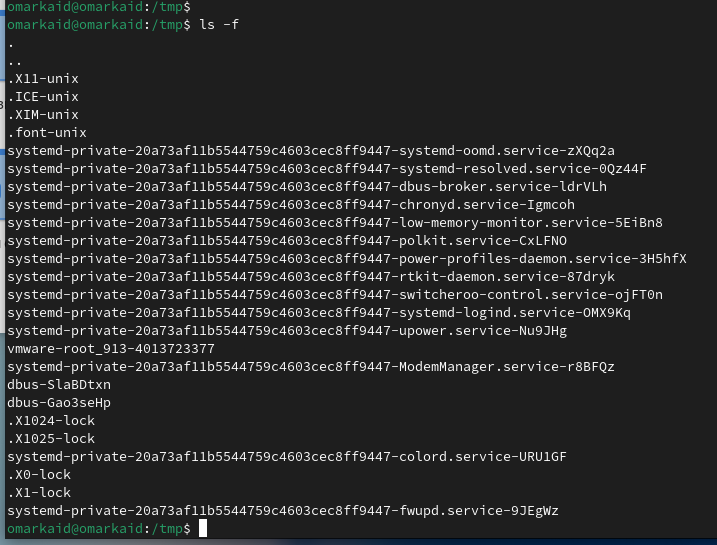 omarkaid@omarkaid:/tmp$
omarkaid@omarkaid:/tmp$ ls -f
.
..
.X11-unix
.ICE-unix
.XIM-unix
.font-unix
systemd-private-20a73af11b5544759c4603cec8ff9447-systemd-oomd.service-zXQq2a
systemd-private-20a73af11b5544759c4603cec8ff9447-systemd-resolved.service-0Qz44F
systemd-private-20a73af11b5544759c4603cec8ff9447-dbus-broker.service-ldrVLh
systemd-private-20a73af11b5544759c4603cec8ff9447-chronyd.service-Igmcoh
systemd-private-20a73af11b5544759c4603cec8ff9447-low-memory-monitor.service-5EiBn8
systemd-private-20a73af11b5544759c4603cec8ff9447-polkit.service-CxLFNO
systemd-private-20a73af11b5544759c4603cec8ff9447-power-profiles-daemon.service-3H5hfX
systemd-private-20a73af11b5544759c4603cec8ff9447-rtkit-daemon.service-87dryk
systemd-private-20a73af11b5544759c4603cec8ff9447-switcheroo-control.service-ojFT0n
systemd-private-20a73af11b5544759c4603cec8ff9447-systemd-logind.service-OMX9Kq
systemd-private-20a73af11b5544759c4603cec8ff9447-upower.service-Nu9JHg
vmware-root_913-4013723377
systemd-private-20a73af11b5544759c4603cec8ff9447-ModemManager.service-r8BFQz
dbus-SlaBDtxn
dbus-Gao3seHp
.X1024-lock
.X1025-lock
systemd-private-20a73af11b5544759c4603cec8ff9447-colord.service-URU1GF
.X0-lock
.X1-lock
systemd-private-20a73af11b5544759c4603cec8ff9447-fwupd.service-9JEgWz
omarkaid@omarkaid:/tmp$